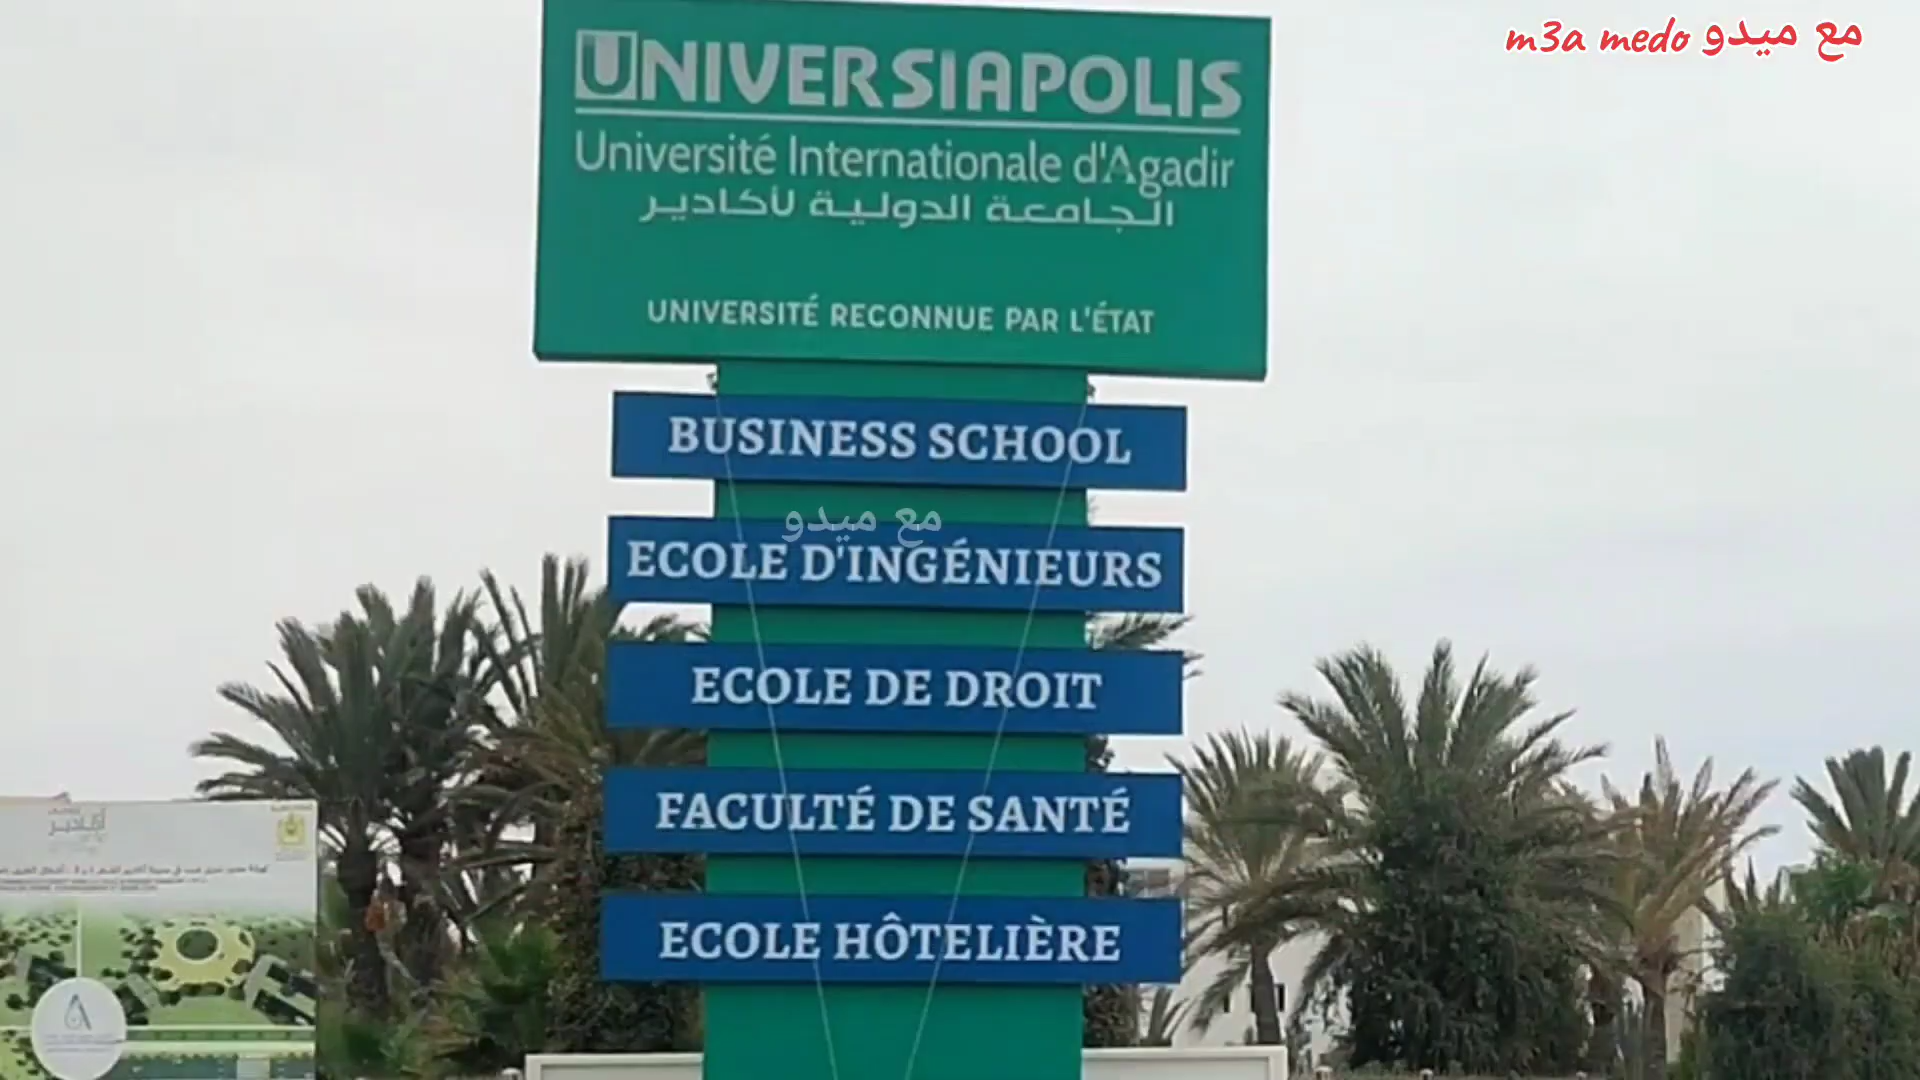 m3a medo مع ميدو
UNIVERSIAPOLIS
Université Internationale d'Agadir
الجامعة الدولية لأكادير
UNIVERSITÉ RECONNUE PAR L'ÉTAT
BUSINESS SCHOOL
مع ميدو
ECOLE D'INGÉNIEURS
ECOLE DE DROIT
FACULTÉ DE SANTÉ
ECOLE HÔTELIÈRE
أكادير